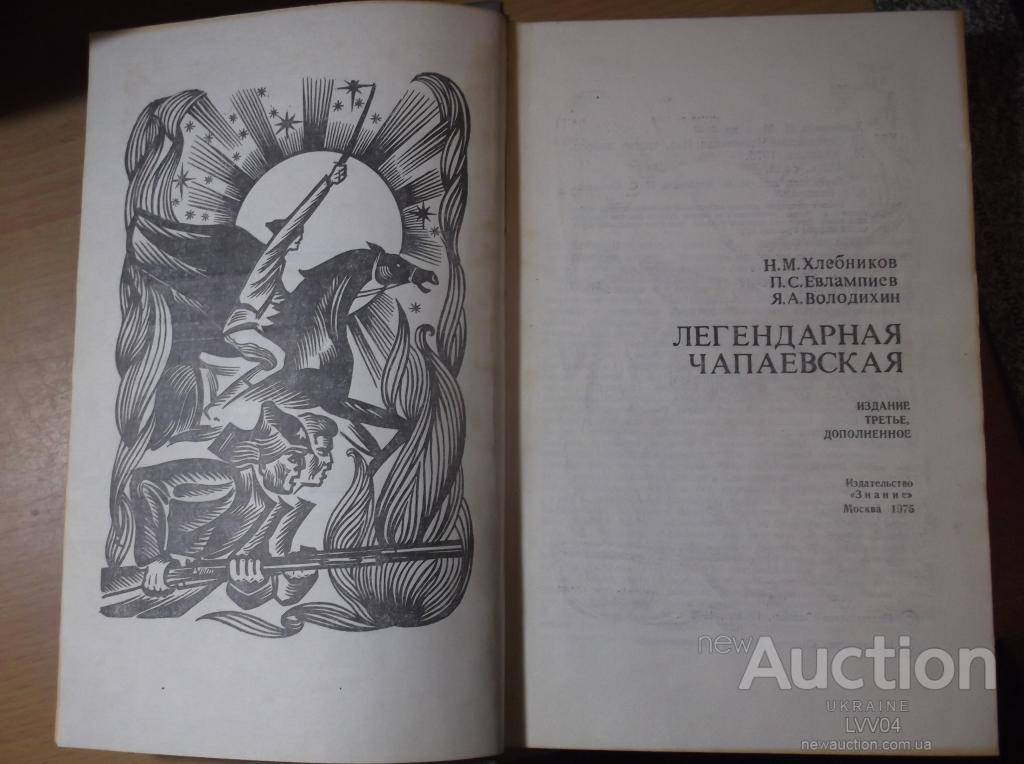 Н.М.Хлебников
П.С.Евлампиев
Я.А.Володихин
ЛЕГЕНДАРНАЯ
ЧАПАЕВСКАЯ
ИЗДАНИЕ
ТРЕТЬЕ,
ДОПОЛНЕННОЕ
Издательство
«Знание»
Москва 1975
new Auction
UKRAINE
LVV04
newauction.com.ua